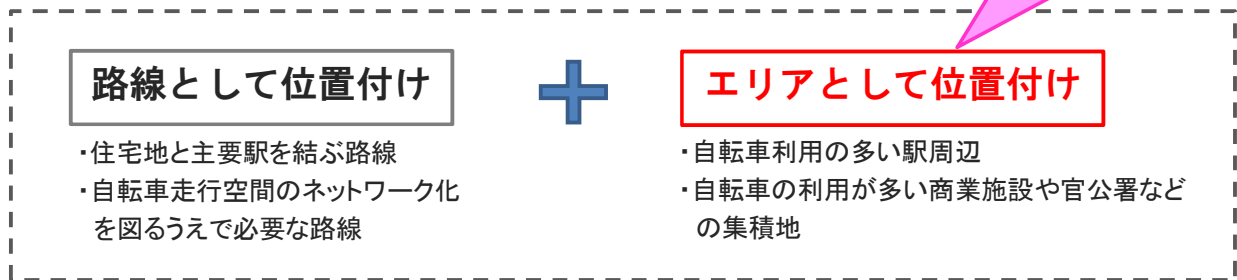 路線として位置付け
・住宅地と主要駅を結ぶ路線
・自転車走行空間のネットワーク化
を図るうえで必要な路線
エリアとして位置付け
・自転車利用の多い駅周辺
・自転車の利用が多い商業施設や官公署など
の集積地